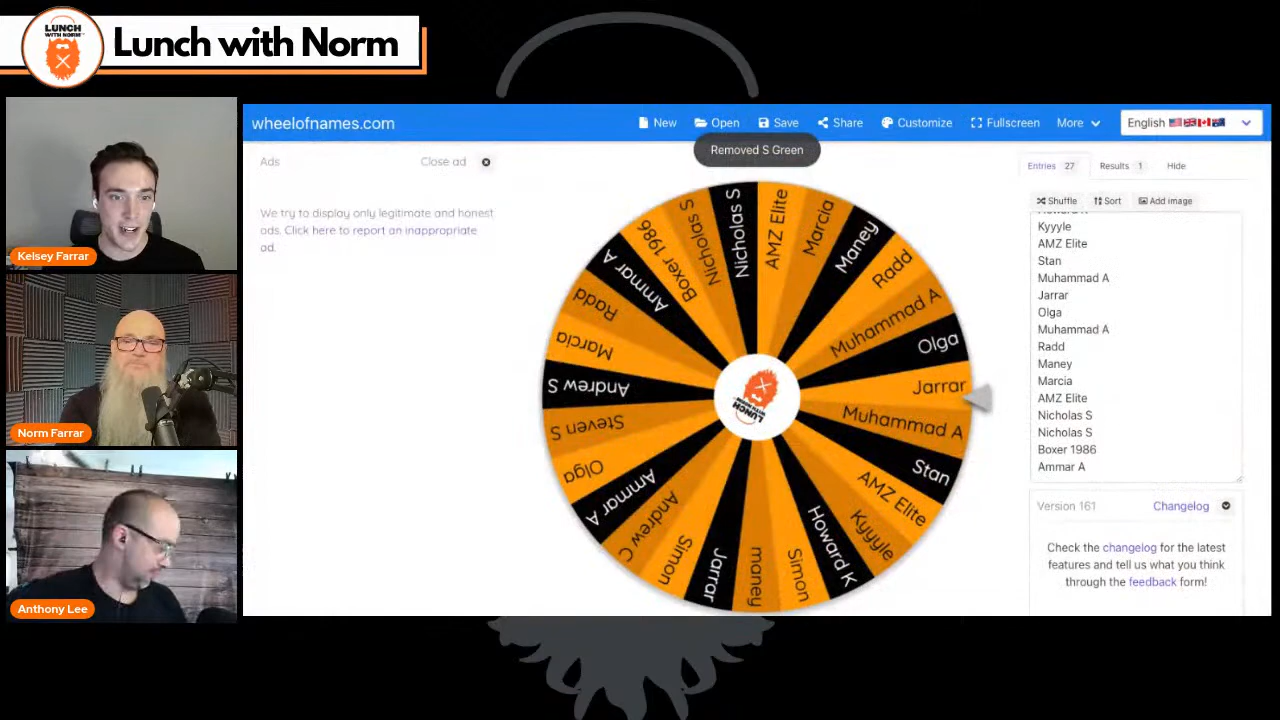 LUNCH
WITH NORM
Lunch with Norm
Kelsey Farrar
Norm Farrar
Anthony Lee
wheelofnames.com
New
Open
Save
Share
Customize
Fullscreen
More
English
Removed S Green
Ads
Close ad
We try to display only legitimate and honest
ads. Click here to report an inappropriate
ad.
Nicholas S
AMZ Elite
Marcia
Maney
Radd
Muhammad A
Olga
Jarrar
Muhammad A
Stan
AMZ Elite
Kyyyle
Howard K
Simon
maney
Jarrar
Simon
Andrew C
Ammar A
Olga
Steven S
Andrew S
Marcia
Radd
Ammar A
Boxer 1986
Nicholas S
LUNCH
Entries 27
Results 1
Hide
Shuffle
Sort
Add image
Howard K
Kyyyle
AMZ Elite
Stan
Muhammad A
Jarrar
Olga
Muhammad A
Radd
Maney
Marcia
AMZ Elite
Nicholas S
Nicholas S
Boxer 1986
Ammar A
Version 161
Changelog
Check the changelog for the latest
features and tell us what you think
through the feedback form!